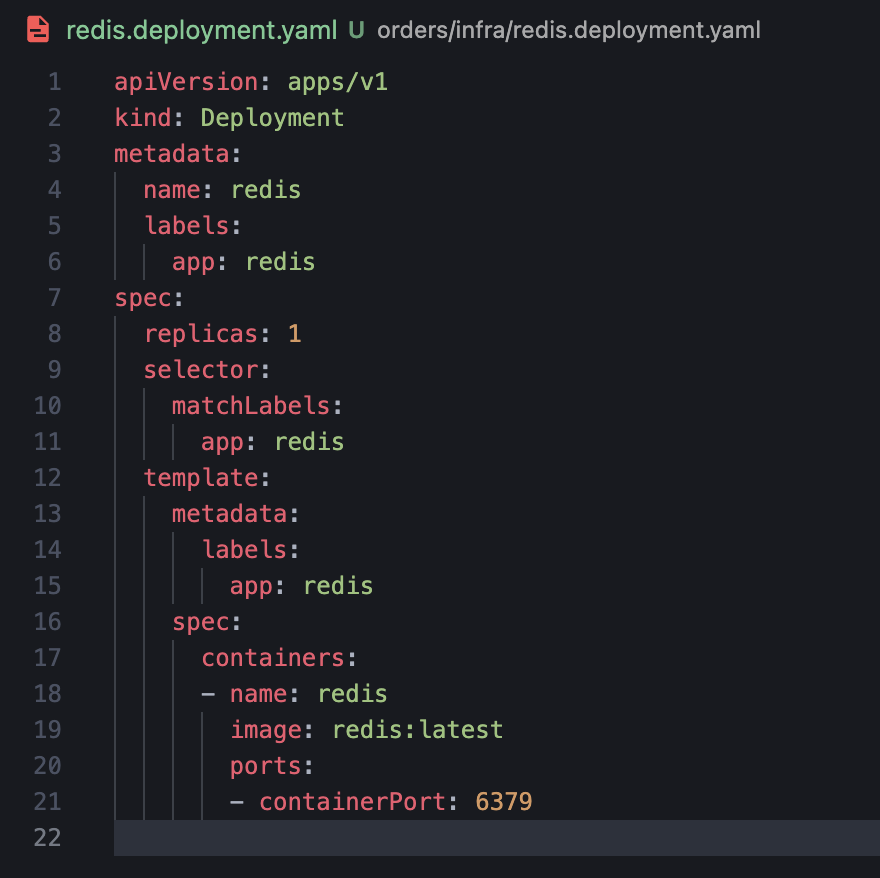 redis.deployment.yaml U orders/infra/redis.deployment.yaml
1 apiVersion: apps/v1
2 kind: Deployment
3 metadata:
4   name: redis
5   labels:
6     app: redis
7 spec:
8   replicas: 1
9   selector:
10     matchLabels:
11       app: redis
12   template:
13     metadata:
14       labels:
15         app: redis
16     spec:
17       containers:
18       - name: redis
19         image: redis:latest
20         ports:
21         - containerPort: 6379
22